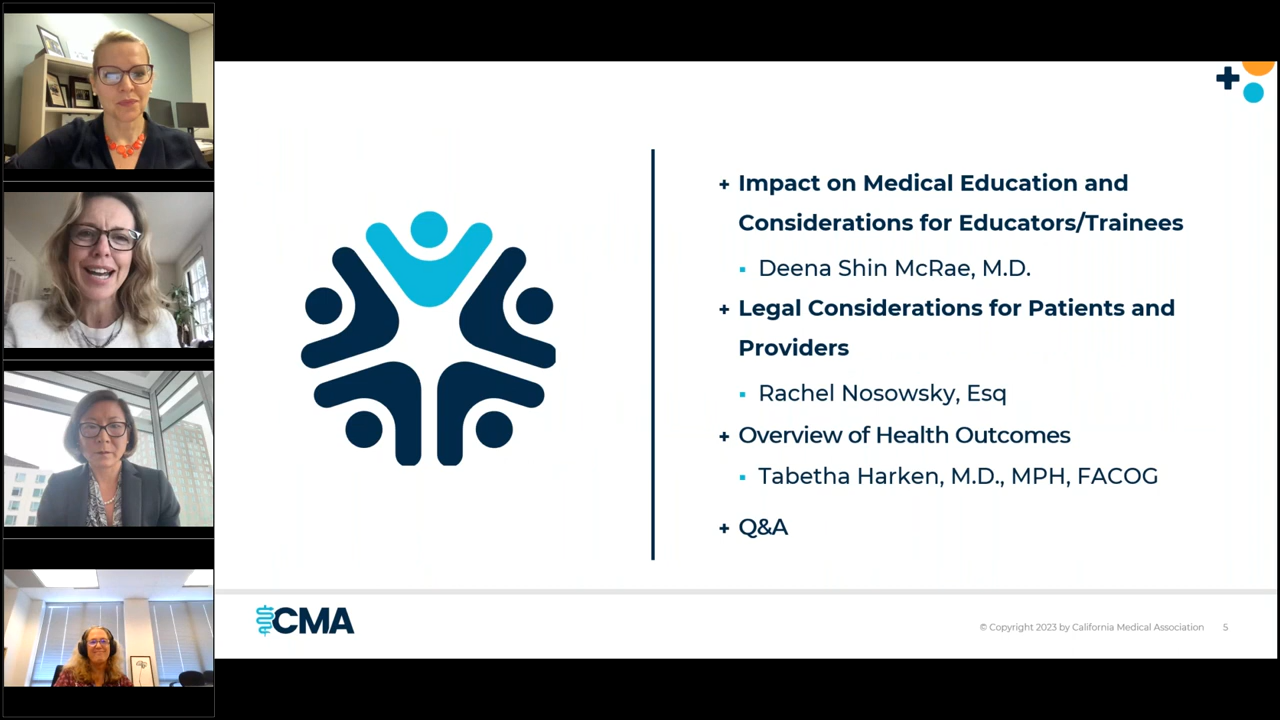 + Impact on Medical Education and
Considerations for Educators/Trainees
▪ Deena Shin McRae, M.D.
+ Legal Considerations for Patients and
Providers
▪ Rachel Nosowsky, Esq
+ Overview of Health Outcomes
▪ Tabetha Harken, M.D., MPH, FACOG
+ Q&A
CMA
© Copyright 2023 by California Medical Association 5